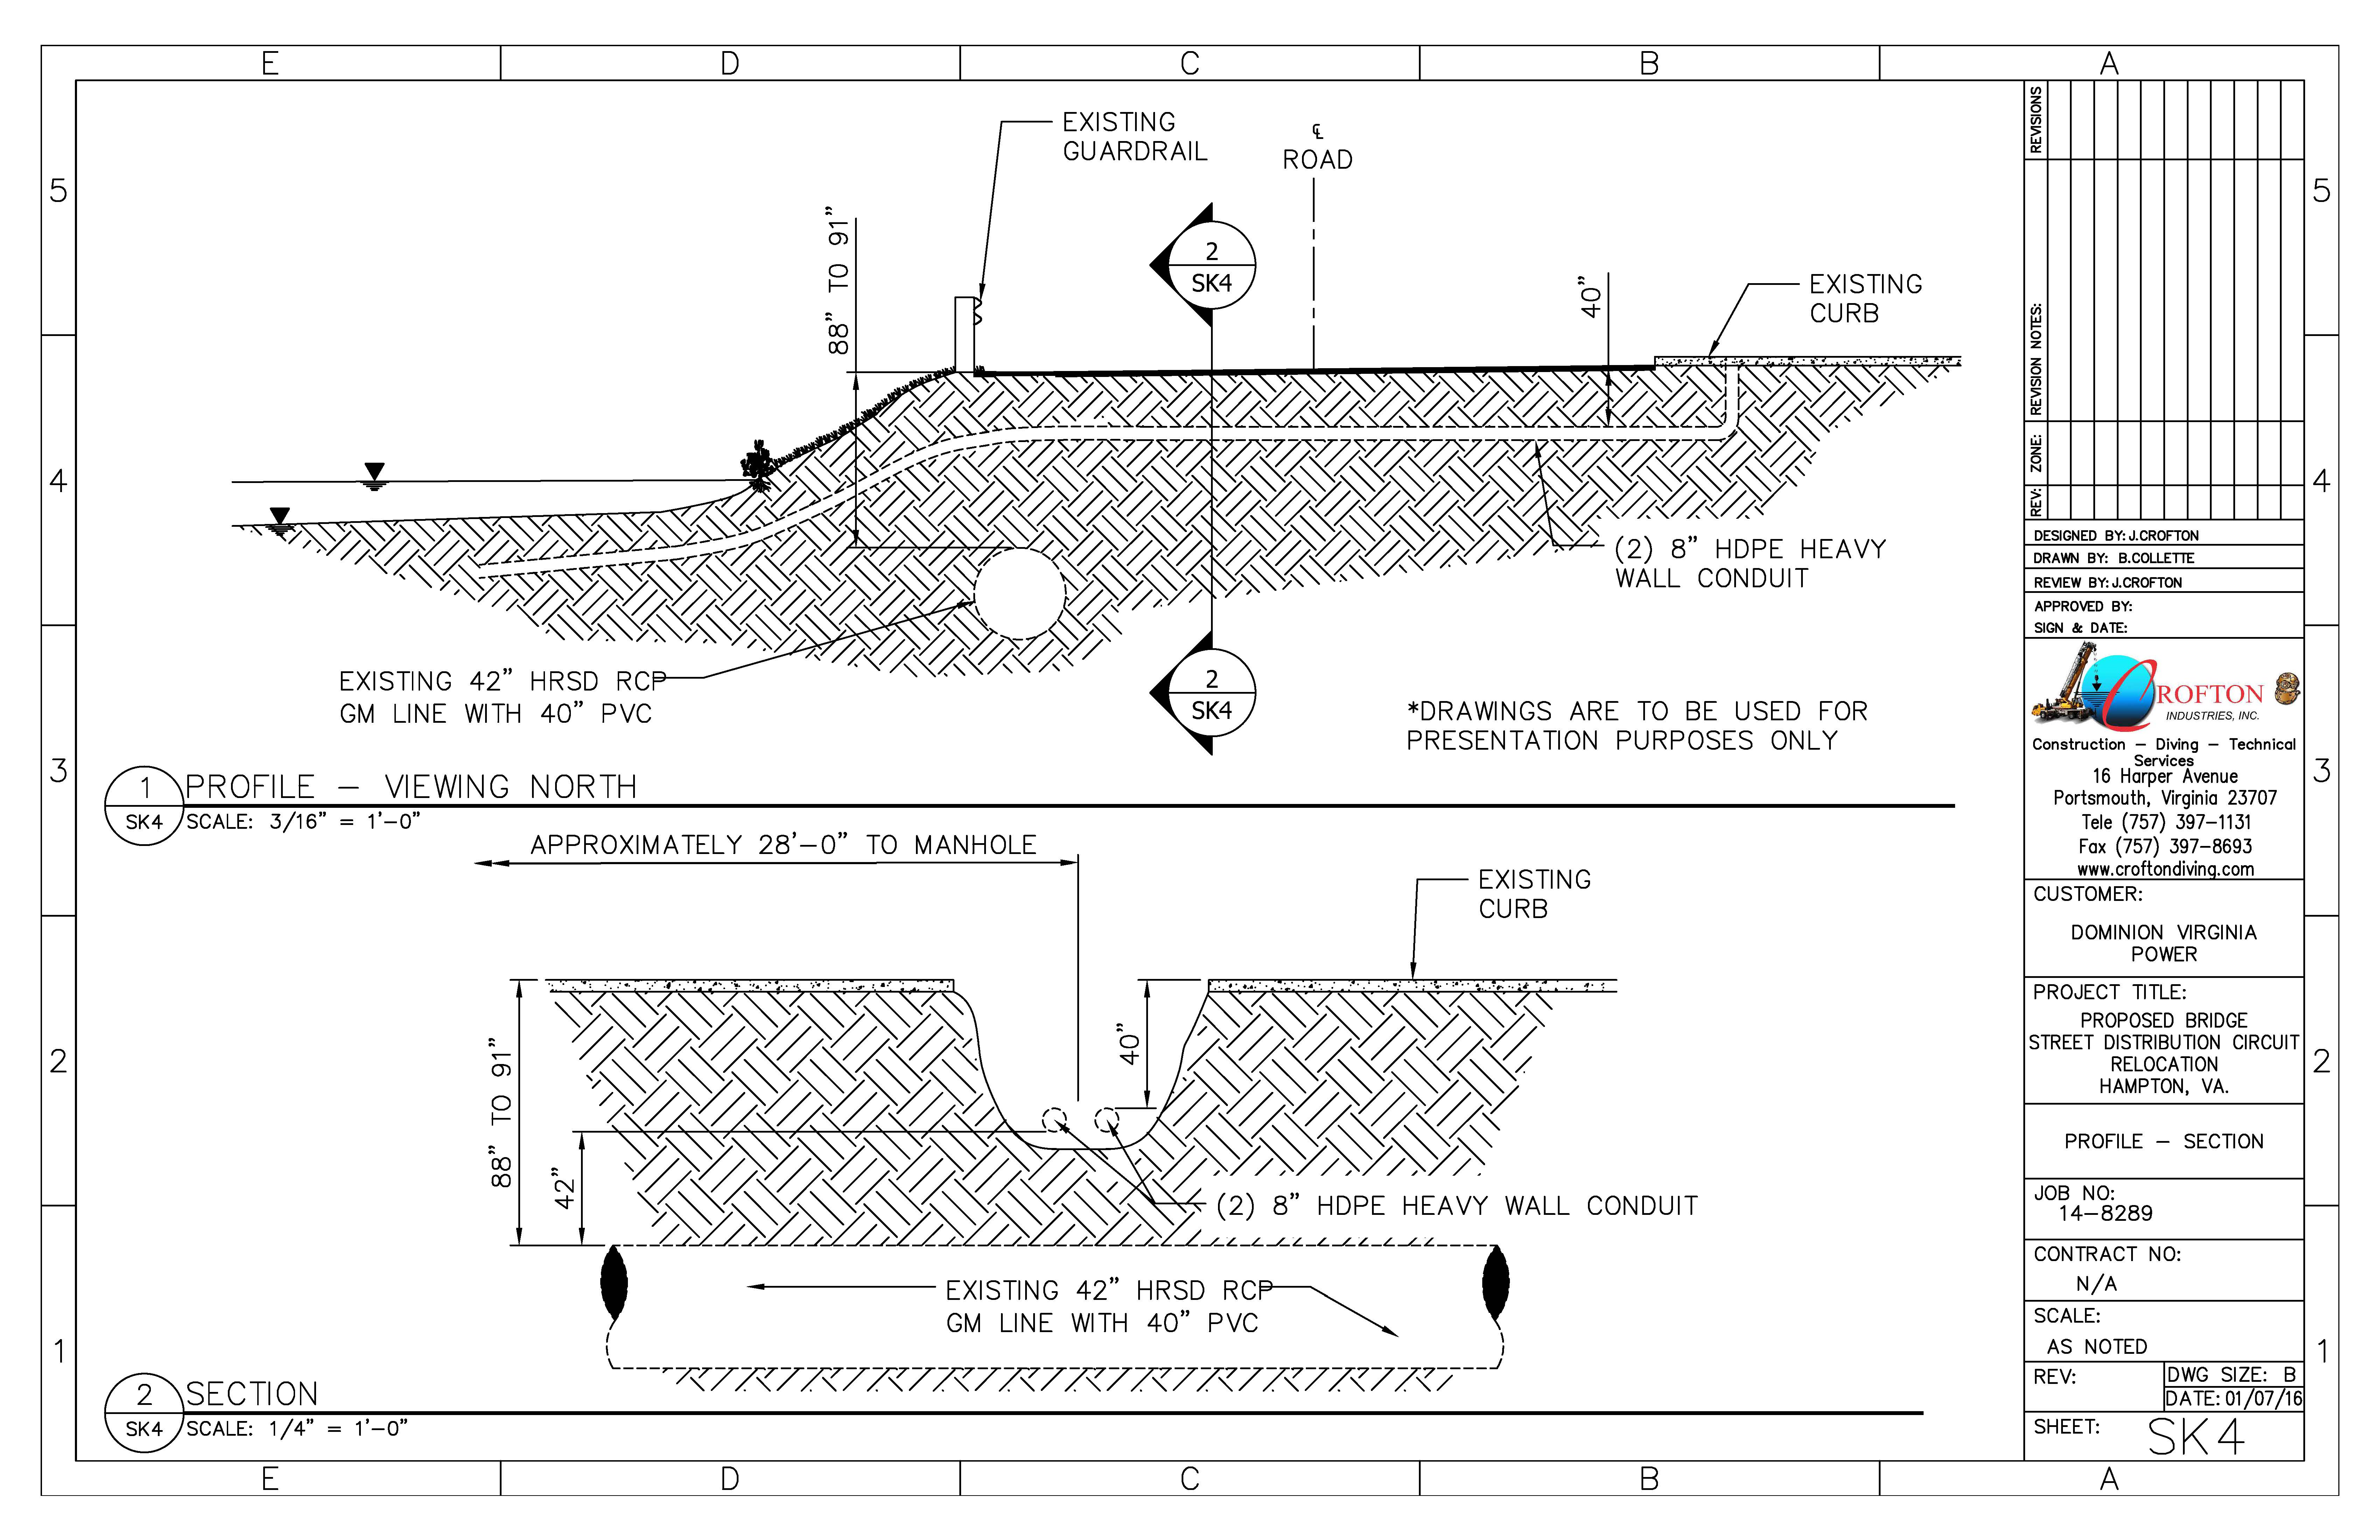 E D C B A
5
4
3
2
1
5
4
3
2
1
EXISTING
GUARDRAIL
℄
ROAD
88” TO 91”
2
SK4
40”
EXISTING
CURB
(2) 8” HDPE HEAVY
WALL CONDUIT
EXISTING 42” HRSD RCP
GM LINE WITH 40” PVC
2
SK4
*DRAWINGS ARE TO BE USED FOR
PRESENTATION PURPOSES ONLY
1
SK4
PROFILE – VIEWING NORTH
SCALE: 3/16” = 1’–0”
APPROXIMATELY 28’–0” TO MANHOLE
EXISTING
CURB
88” TO 91”
42”
40”
(2) 8” HDPE HEAVY WALL CONDUIT
EXISTING 42” HRSD RCP
GM LINE WITH 40” PVC
2
SK4
SECTION
SCALE: 1/4” = 1’–0”
REVISIONS
REVISION NOTES:
ZONE:
REV:
DESIGNED BY: J.CROFTON
DRAWN BY: B.COLLETTE
REVIEW BY: J.CROFTON
APPROVED BY:
SIGN & DATE:
CROFTON
INDUSTRIES, INC.
Construction – Diving – Technical
Services
16 Harper Avenue
Portsmouth, Virginia 23707
Tele (757) 397–1131
Fax (757) 397–8693
www.croftondiving.com
CUSTOMER:
DOMINION VIRGINIA
POWER
PROJECT TITLE:
PROPOSED BRIDGE
STREET DISTRIBUTION CIRCUIT
RELOCATION
HAMPTON, VA.
PROFILE – SECTION
JOB NO:
14–8289
CONTRACT NO:
N/A
SCALE:
AS NOTED
REV:
DWG SIZE: B
DATE: 01/07/16
SHEET: SK4
E D C B A